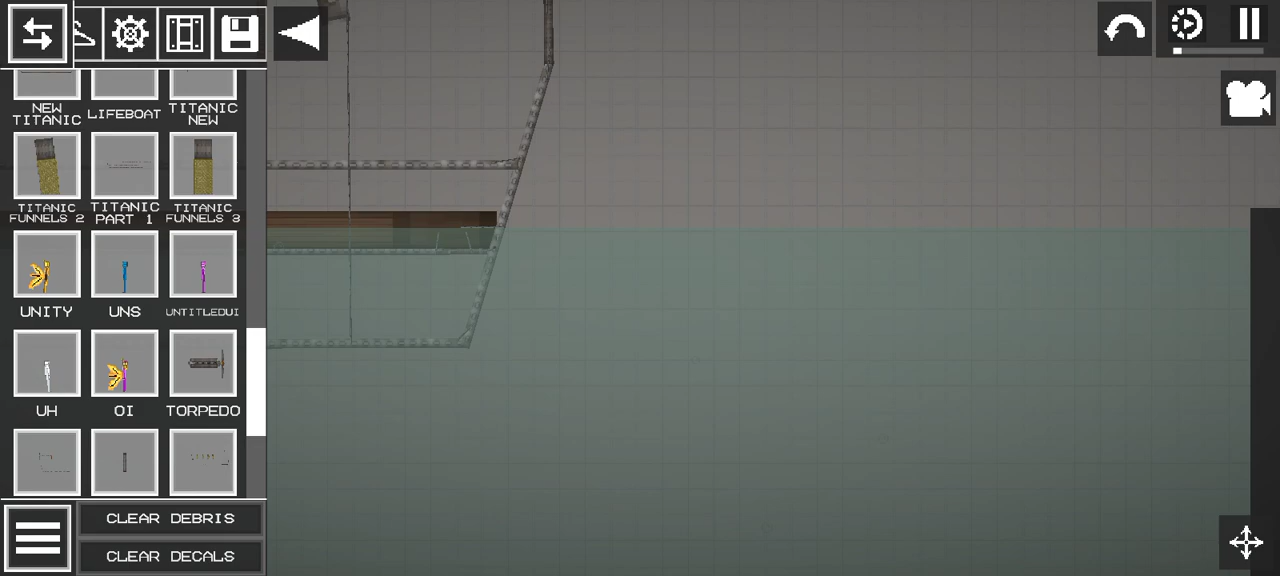 NEW TITANIC
LIFEBOAT
TITANIC NEW
TITANIC FUNNELS 2
TITANIC PART 1
TITANIC FUNNELS 3
UNITY
UNS
UNTITLEDUI
UH
OI
TORPEDO
CLEAR DEBRIS
CLEAR DECALS